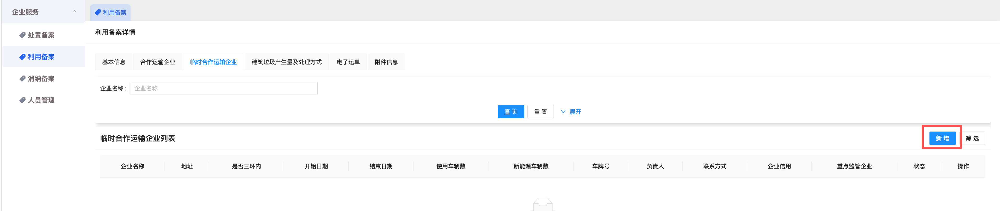 企业服务
利用备案
处置备案
利用备案
消纳备案
人员管理
利用备案详情
基本信息 合作运输企业 临时合作运输企业 建筑垃圾产生量及处理方式 电子运单 附件信息
企业名称： 企业名称
查 询 重 置 展开
临时合作运输企业列表 新 增 筛 选
企业名称 地址 是否三环内 开始日期 结束日期 使用车辆数 新能源车辆数 车牌号 负责人 联系方式 企业信用 重点监管企业 状态 操作